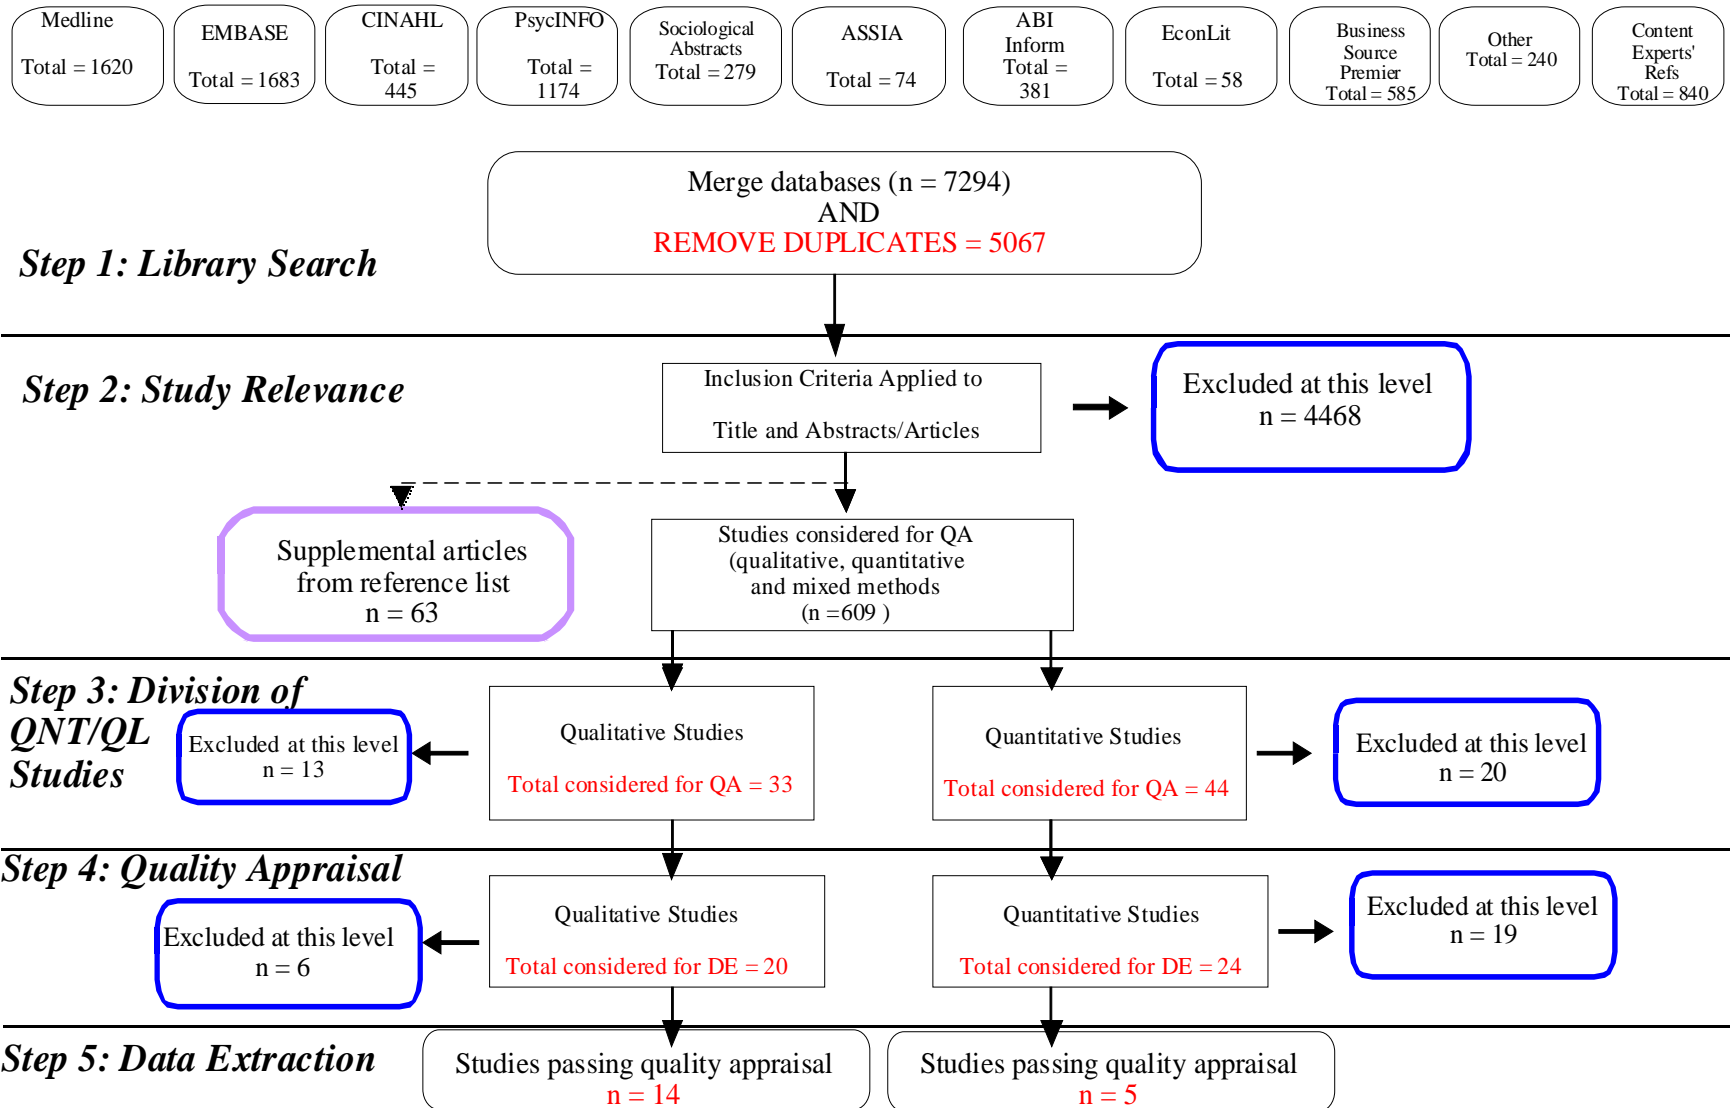 Medline
Total = 1620
EMBASE
Total = 1683
CINAHL
Total =
445
PsycINFO
Total =
1174
Sociological
Abstracts
Total = 279
ASSIA
Total = 74
ABI
Inform
Total =
381
EconLit
Total = 58
Business
Source
Premier
Total = 585
Other
Total = 240
Content
Experts'
Refs
Total = 840
Merge databases (n = 7294)
AND
REMOVE DUPLICATES = 5067
Step 1: Library Search
Step 2: Study Relevance
Inclusion Criteria Applied to
Title and Abstracts/Articles
Excluded at this level
n = 4468
Supplemental articles
from reference list
n = 63
Studies considered for QA
(qualitative, quantitative
and mixed methods
(n =609 )
Step 3: Division of
QNT/QL
Studies
Excluded at this level
n = 13
Qualitative Studies
Total considered for QA = 33
Quantitative Studies
Total considered for QA = 44
Excluded at this level
n = 20
Step 4: Quality Appraisal
Excluded at this level
n = 6
Qualitative Studies
Total considered for DE = 20
Quantitative Studies
Total considered for DE = 24
Excluded at this level
n = 19
Step 5: Data Extraction
Studies passing quality appraisal
n = 14
Studies passing quality appraisal
n = 5